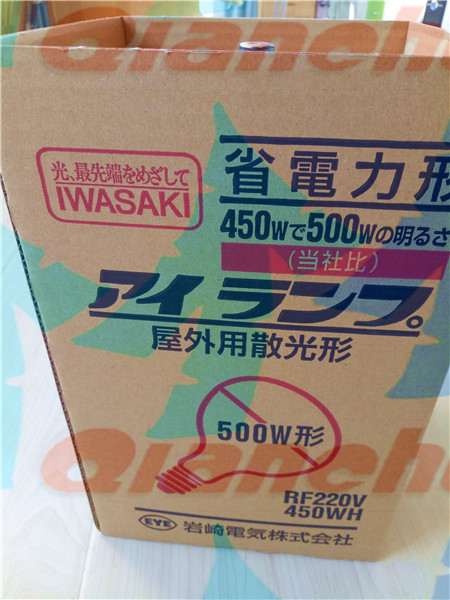 Qianche
光、最先端をめざして
IWASAKI
省電力形
450Wで500Wの明るさ
(当社比)
アイランプ
屋外用散光形
500W形
RF220V
450WH
EYE 岩崎電気株式会社
Qianche